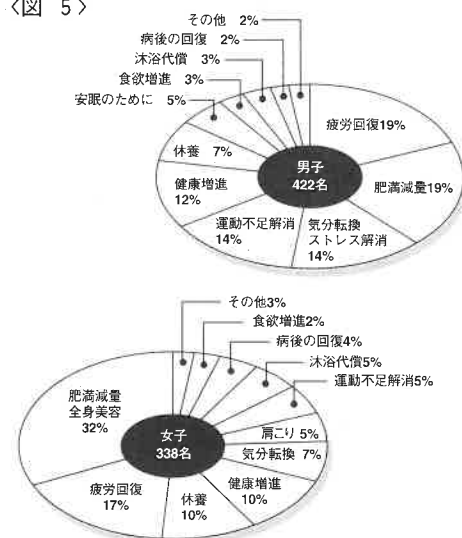 〈図 5〉
その他 2%
病後の回復 2%
沐浴代償 3%
食欲増進 3%
安眠のために 5%
疲労回復19%
休養 7%
男子
422名
肥満減量19%
健康増進
12%
運動不足解消
14%
気分転換
ストレス解消
14%
その他3%
食欲増進2%
病後の回復4%
沐浴代償5%
運動不足解消5%
肥満減量
全身美容
32%
女子
338名
肩こり 5%
気分転換 7%
健康増進
10%
疲労回復
17%
休養
10%